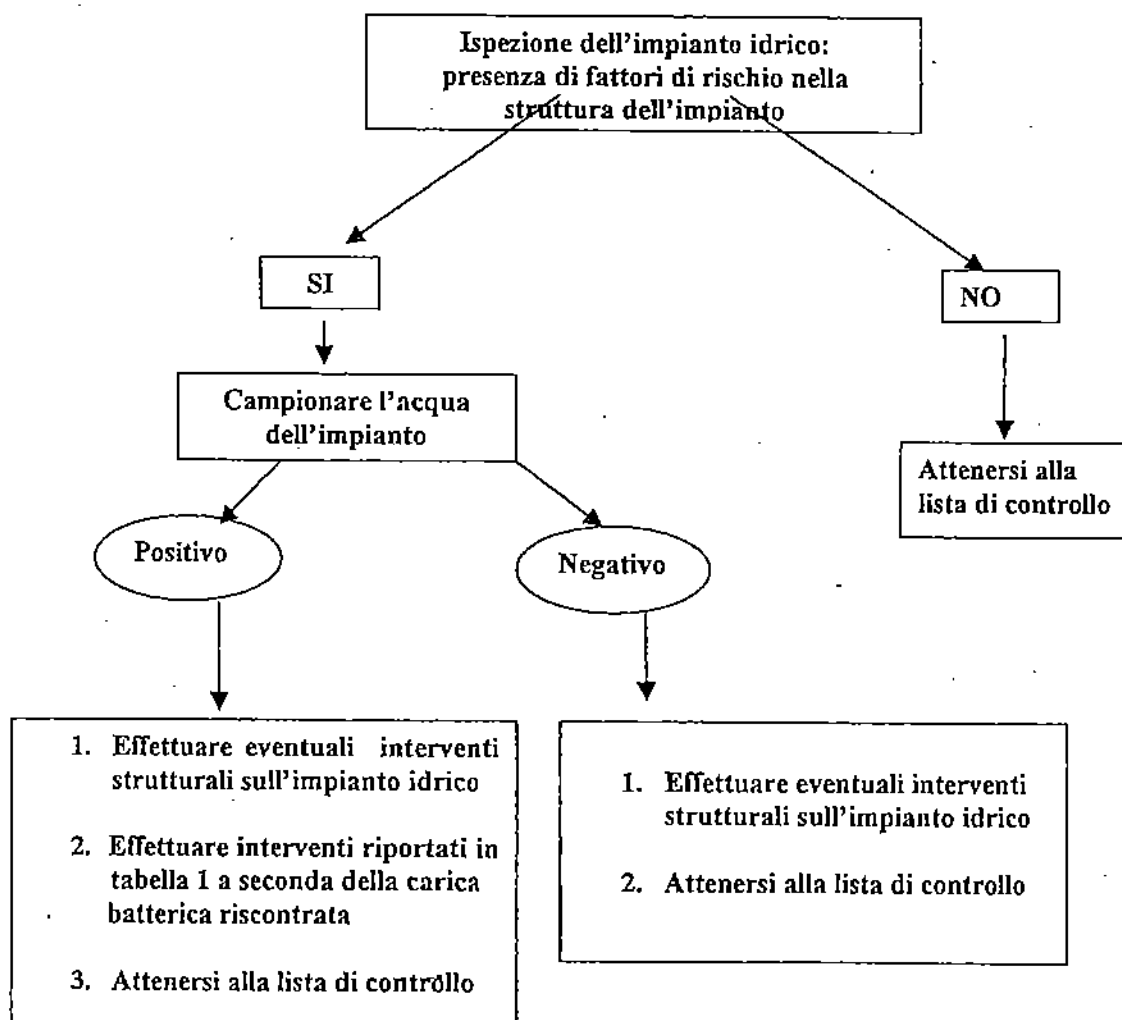 Ispezione dell'impianto idrico:
presenza di fattori di rischio nella
struttura dell'impianto
SI
NO
Campionare l'acqua
dell'impianto
Attenersi alla
lista di controllo
Positivo
Negativo
1. Effettuare eventuali interventi
strutturali sull'impianto idrico
2. Effettuare interventi riportati in
tabella 1 a seconda della carica
batterica riscontrata
3. Attenersi alla lista di controllo
1. Effettuare eventuali interventi
strutturali sull'impianto idrico
2. Attenersi alla lista di controllo